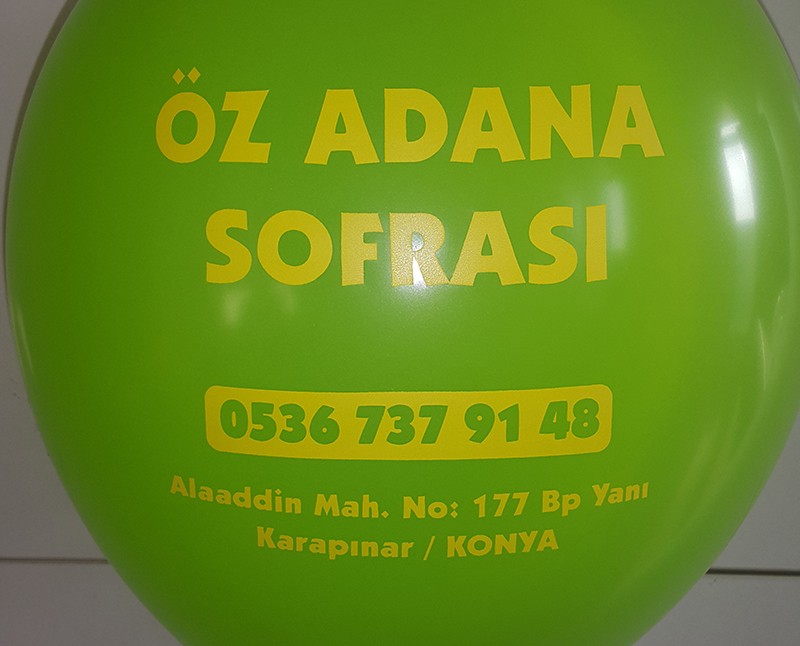 ÖZ ADANA
SOFRASI
0536 737 91 48
Alaaddin Mah. No: 177 Bp Yanı
Karapınar / KONYA